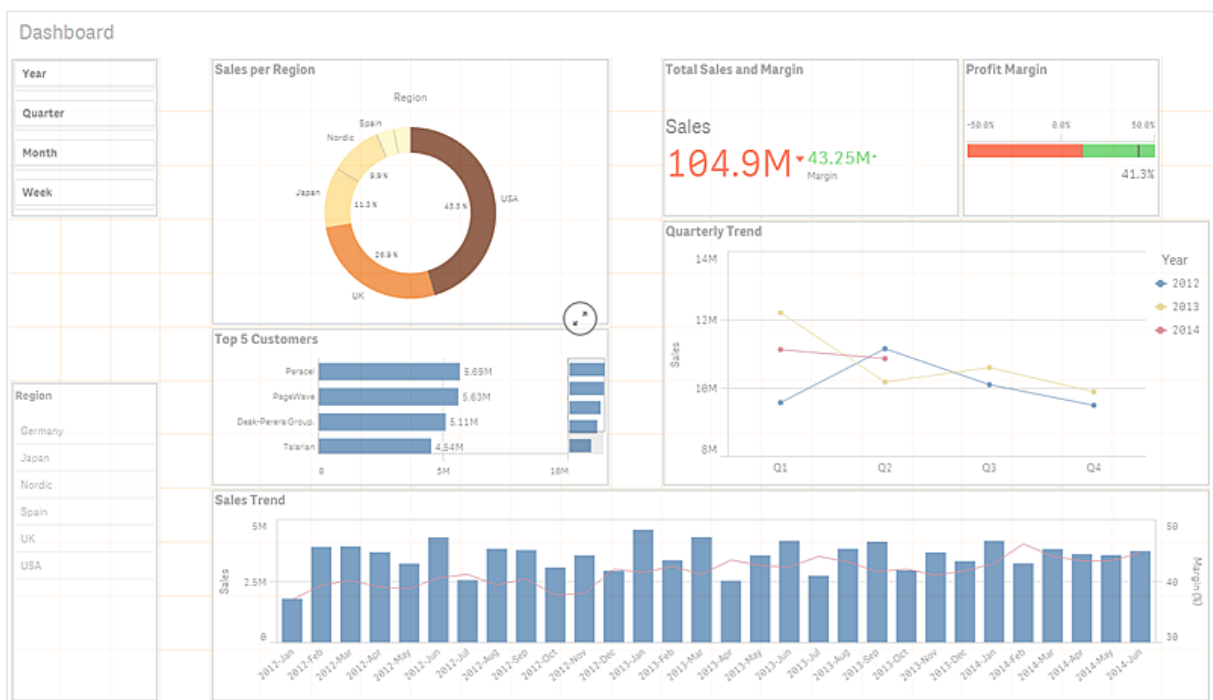 Dashboard
Year
Quarter
Month
Week
Region
Germany
Japan
Nordic
Spain
UK
USA
Sales per Region
Region
Spain
Nordic
9.9%
Japan
11.3%
45.5%
USA
26.9%
UK
Top 5 Customers
Paracel 5.69M
PageWave 5.63M
Deak-Perera Group. 5.11M
Talarian 4.54M
0 5M 10M
Total Sales and Margin
Sales
104.9M 43.25M
Margin
Profit Margin
-50.0% 0.0% 50.0%
41.3%
Quarterly Trend
14M
12M
10M
8M
Sales
Q1 Q2 Q3 Q4
Year
2012
2013
2014
Sales Trend
5M 50
2.5M 40
0 30
Sales
Margin (%)
2012-Jan 2012-Feb 2012-Mar 2012-Apr 2012-May 2012-Jun 2012-Jul 2012-Aug 2012-Sep 2012-Oct 2012-Nov 2012-Dec 2013-Jan 2013-Feb 2013-Mar 2013-Apr 2013-May 2013-Jun 2013-Jul 2013-Aug 2013-Sep 2013-Oct 2013-Nov 2013-Dec 2014-Jan 2014-Feb 2014-Mar 2014-Apr 2014-May 2014-Jun